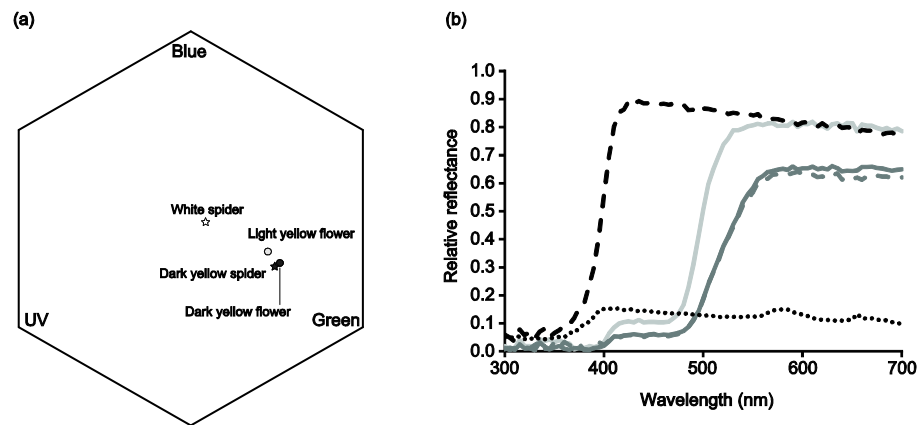 (a)
Blue
White spider
Light yellow flower
Dark yellow spider
Dark yellow flower
UV
Green
(b)
Relative reflectance
1.0
0.9
0.8
0.7
0.6
0.5
0.4
0.3
0.2
0.1
0.0
300
400
500
600
700
Wavelength (nm)